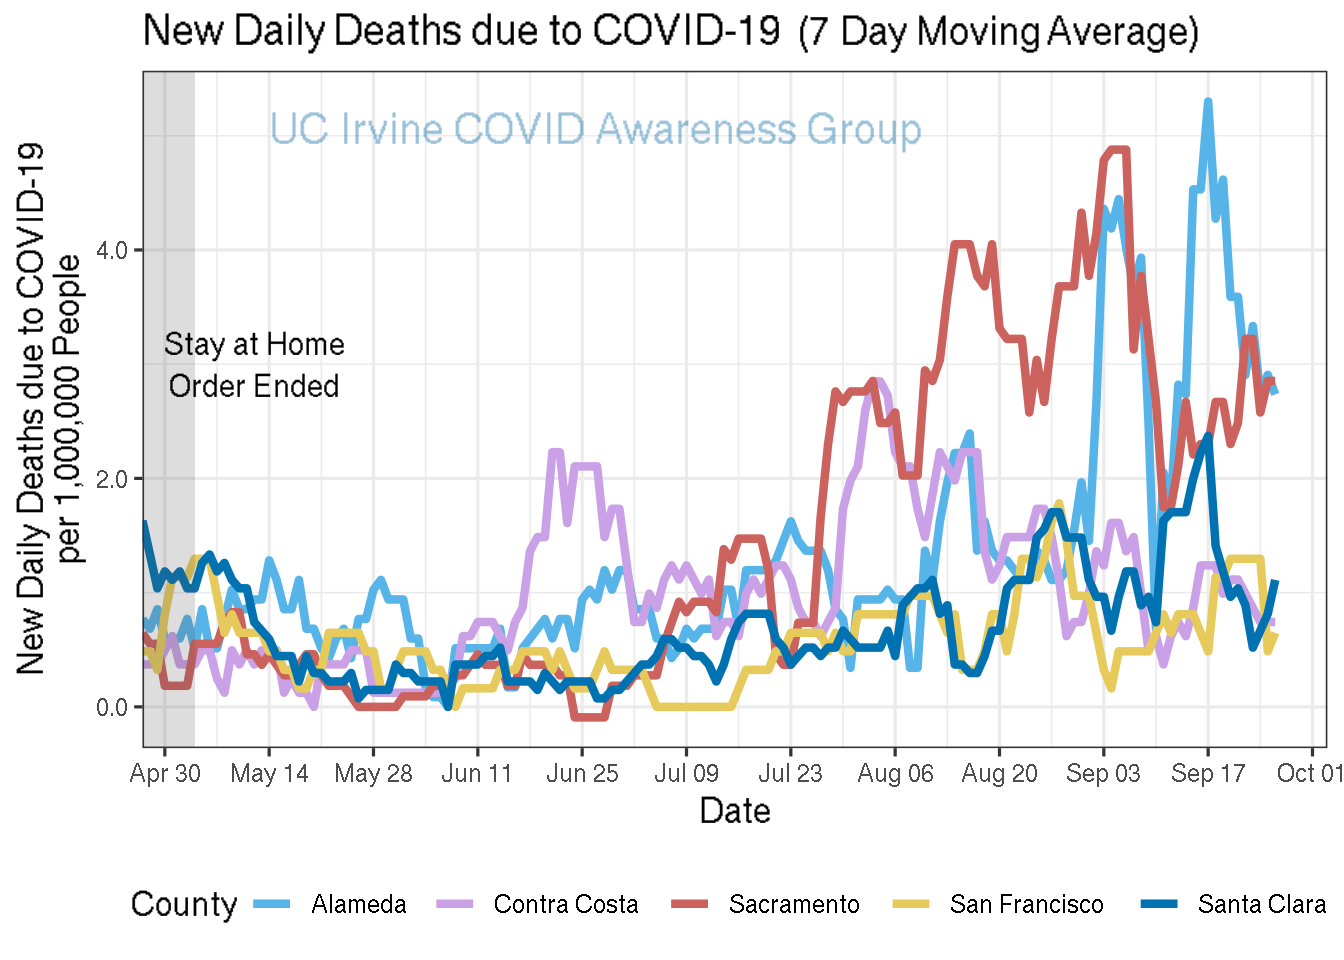 New Daily Deaths due to COVID-19 (7 Day Moving Average)
UC Irvine COVID Awareness Group
New Daily Deaths due to COVID-19
per 1,000,000 People
4.0
2.0
0.0
Stay at Home
Order Ended
Apr 30 May 14 May 28 Jun 11 Jun 25 Jul 09 Jul 23 Aug 06 Aug 20 Sep 03 Sep 17 Oct 01
Date
County Alameda Contra Costa Sacramento San Francisco Santa Clara